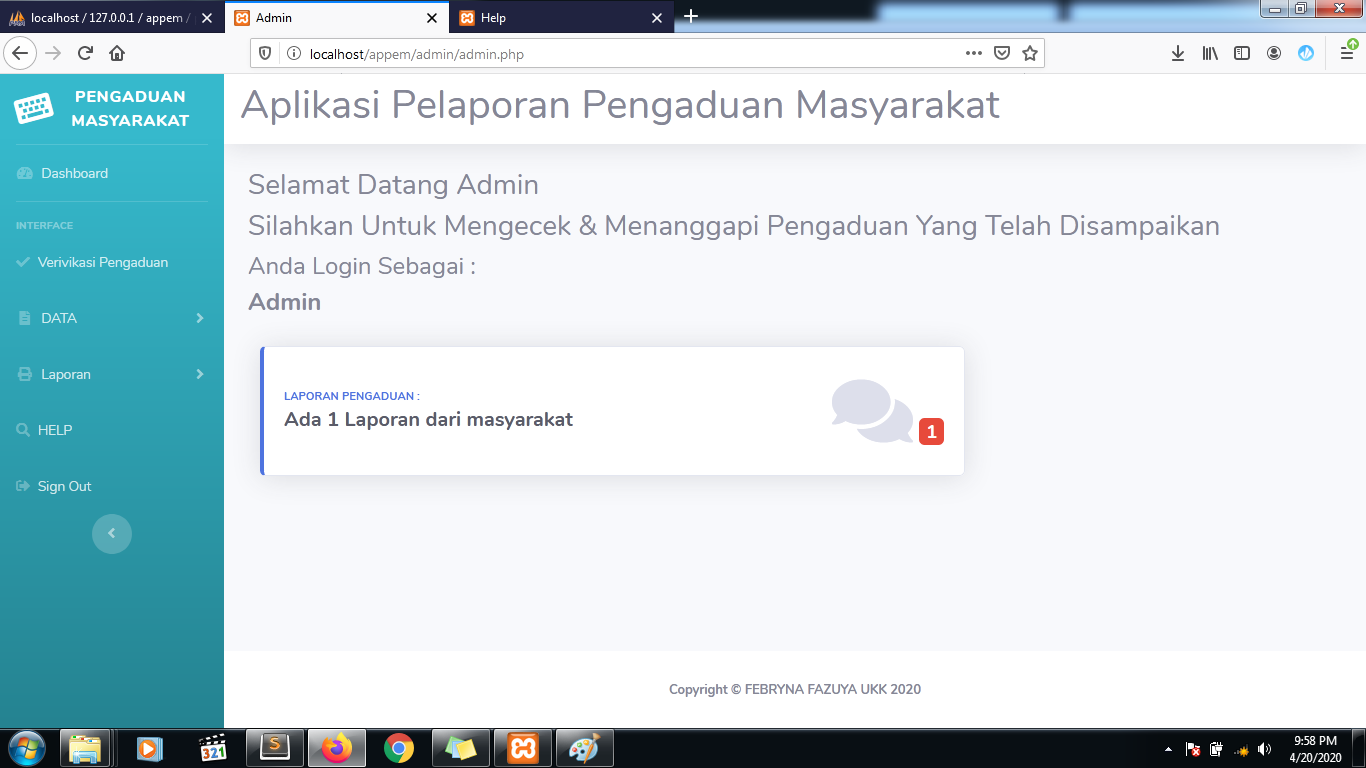 localhost / 127.0.0.1 / appem /
Admin
Help
localhost/appem/admin/admin.php
PENGADUAN
MASYARAKAT
Dashboard
INTERFACE
Verivikasi Pengaduan
DATA
Laporan
HELP
Sign Out
Aplikasi Pelaporan Pengaduan Masyarakat
Selamat Datang Admin
Silahkan Untuk Mengecek & Menanggapi Pengaduan Yang Telah Disampaikan
Anda Login Sebagai :
Admin
LAPORAN PENGADUAN :
Ada 1 Laporan dari masyarakat
1
Copyright © FEBRYNA FAZUYA UKK 2020
321
S
9:58 PM
4/20/2020